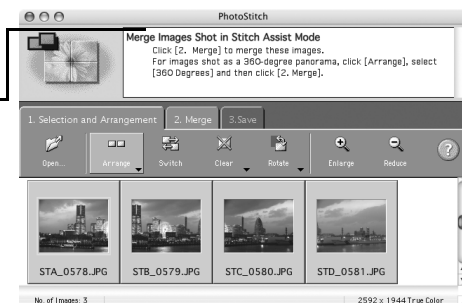 PhotoStitch
Merge Images Shot in Stitch Assist Mode
Click [2. Merge] to merge these images.
For images shot as a 360-degree panorama, click [Arrange], select
[360 Degrees] and then click [2. Merge].
1. Selection and Arrangement 2. Merge 3.Save
Open... Arrange Switch Clear Rotate Enlarge Reduce ?
STA_0578.JPG STB_0579.JPG STC_0580.JPG STD_0581.JPG
No. of Images: 3 2592 x 1944 True Color